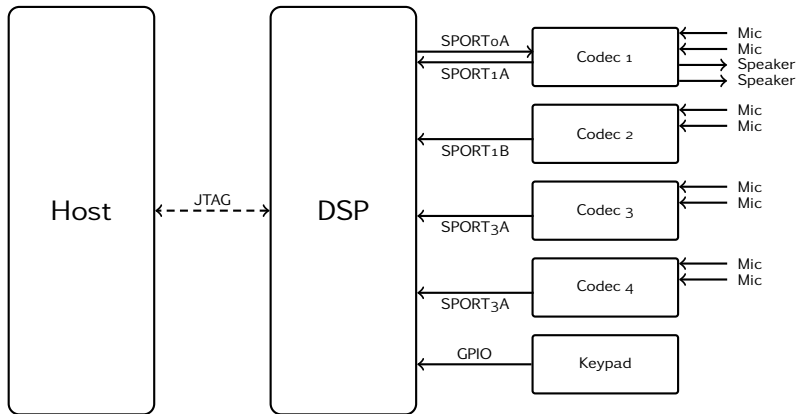 SPORT0A
Mic
Codec 1
Mic
Speaker
SPORT1A
Speaker
Mic
Codec 2
Mic
SPORT1B
Mic
JTAG
Codec 3
Mic
Host
DSP
SPORT3A
Mic
Codec 4
Mic
SPORT3A
GPIO
Keypad